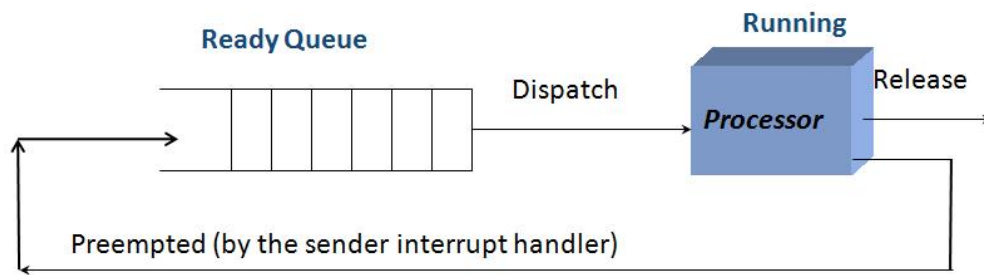 Running
Ready Queue
Release
Dispatch
Processor
Preempted (by the sender interrupt handler)